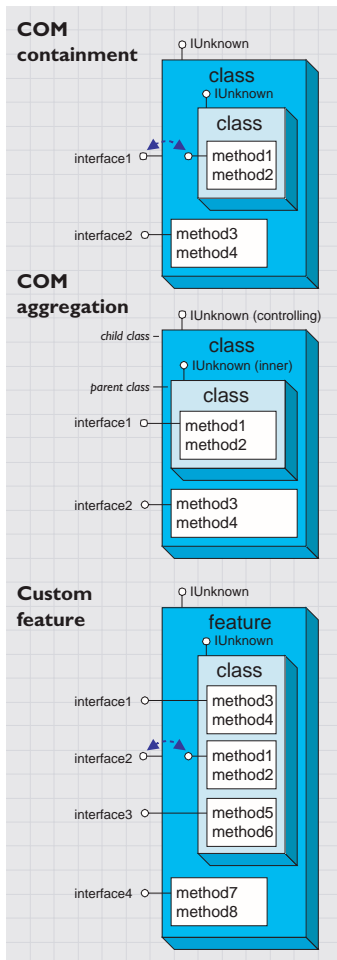 COM
containment
IUnknown
class
IUnknown
class
interface1
method1
method2
interface2
method3
method4
COM
aggregation
IUnknown (controlling)
child class
class
IUnknown (inner)
parent class
class
interface1
method1
method2
interface2
method3
method4
Custom
feature
IUnknown
feature
IUnknown
class
interface1
method3
method4
interface2
method1
method2
interface3
method5
method6
interface4
method7
method8